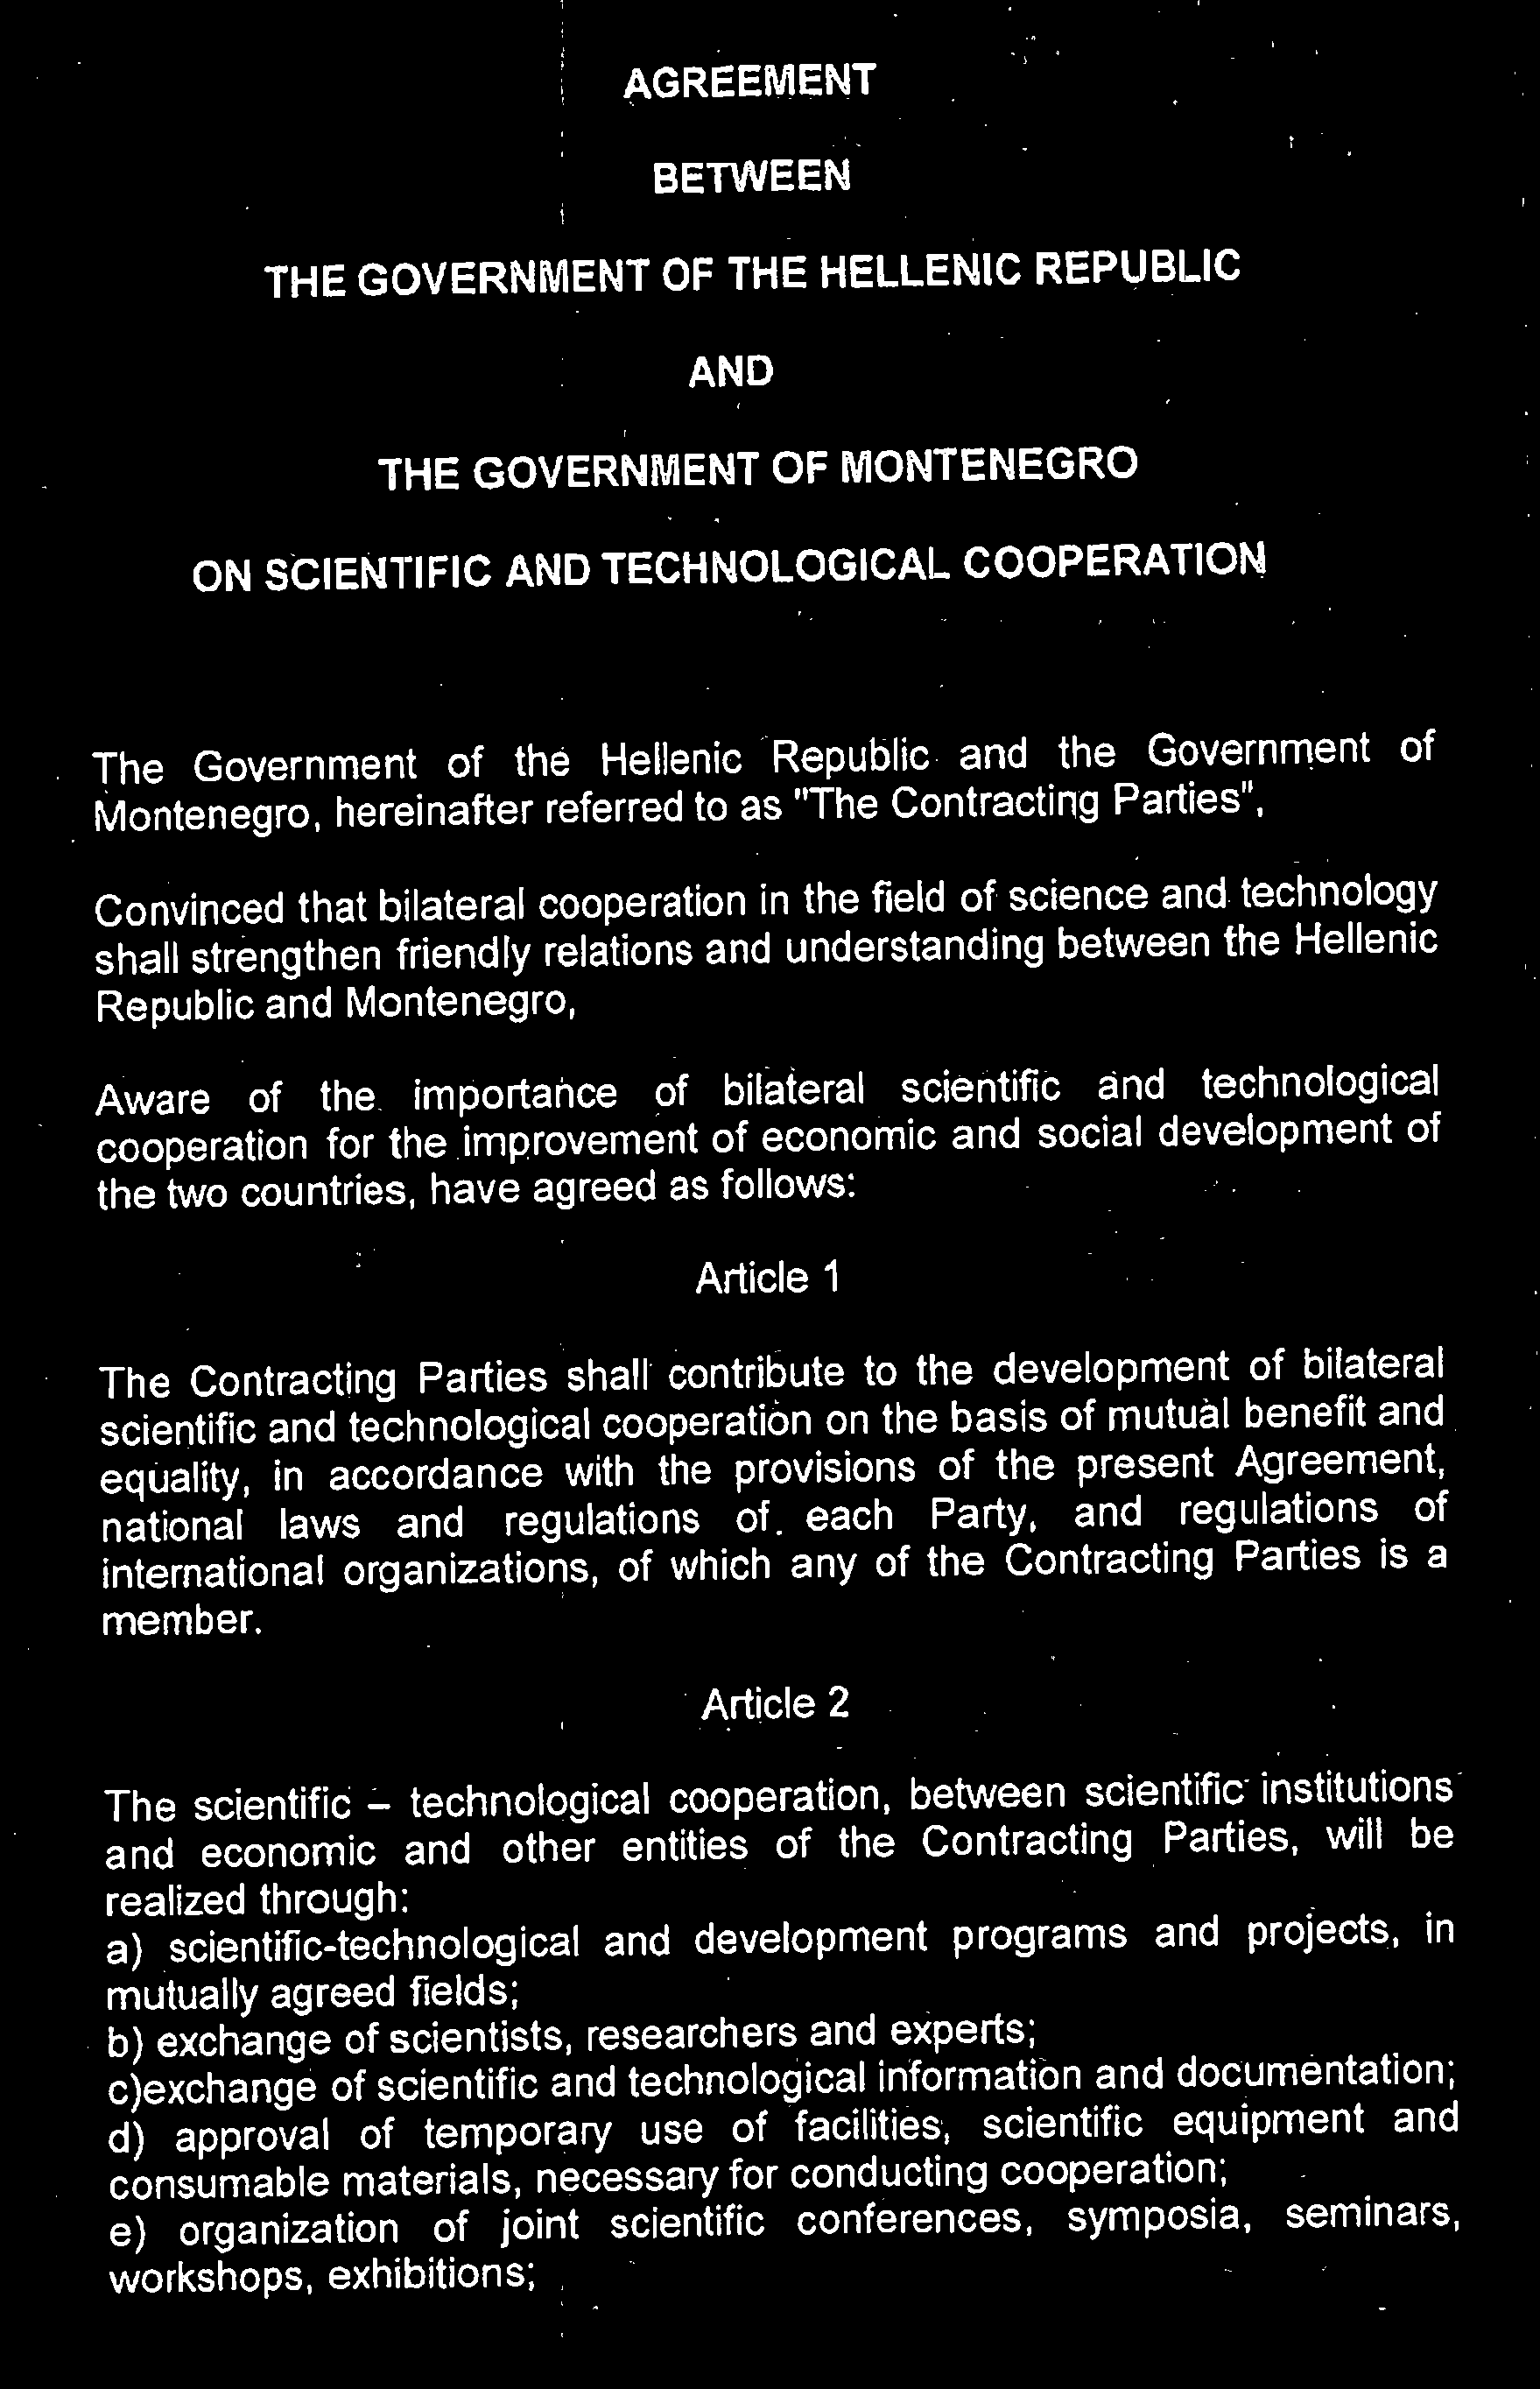 AGREEMENT
BETWEEN
THE GOVERNMENT OF THE HELLENIC REPUBLIC
AND
THE GOVERNMENT OF MONTENEGRO
ON SCIENTIFIC AND TECHNOLOGICAL COOPERATION
The Government of the Hellenic Republic and the Government of
Montenegro, hereinafter referred to as "The Contracting Parties",
Convinced that bilateral cooperation in the field of science and technology
shall strengthen friendly relations and understanding between the Hellenic
Republic and Montenegro,
Aware of the importance of bilateral scientific and technological
cooperation for the improvement of economic and social development of
the two countries, have agreed as follows:
Article 1
The Contracting Parties shall contribute to the development of bilateral
scientific and technological cooperation on the basis of mutual benefit and
equality, in accordance with the provisions of the present Agreement,
national laws and regulations of each Party, and regulations of
international organizations, of which any of the Contracting Parties is a
member.
Article 2
The scientific – technological cooperation, between scientific institutions
and economic and other entities of the Contracting Parties, will be
realized through:
a) scientific-technological and development programs and projects, in
mutually agreed fields;
b) exchange of scientists, researchers and experts;
c)exchange of scientific and technological information and documentation;
d) approval of temporary use of facilities, scientific equipment and
consumable materials, necessary for conducting cooperation;
e) organization of joint scientific conferences, symposia, seminars,
workshops, exhibitions;